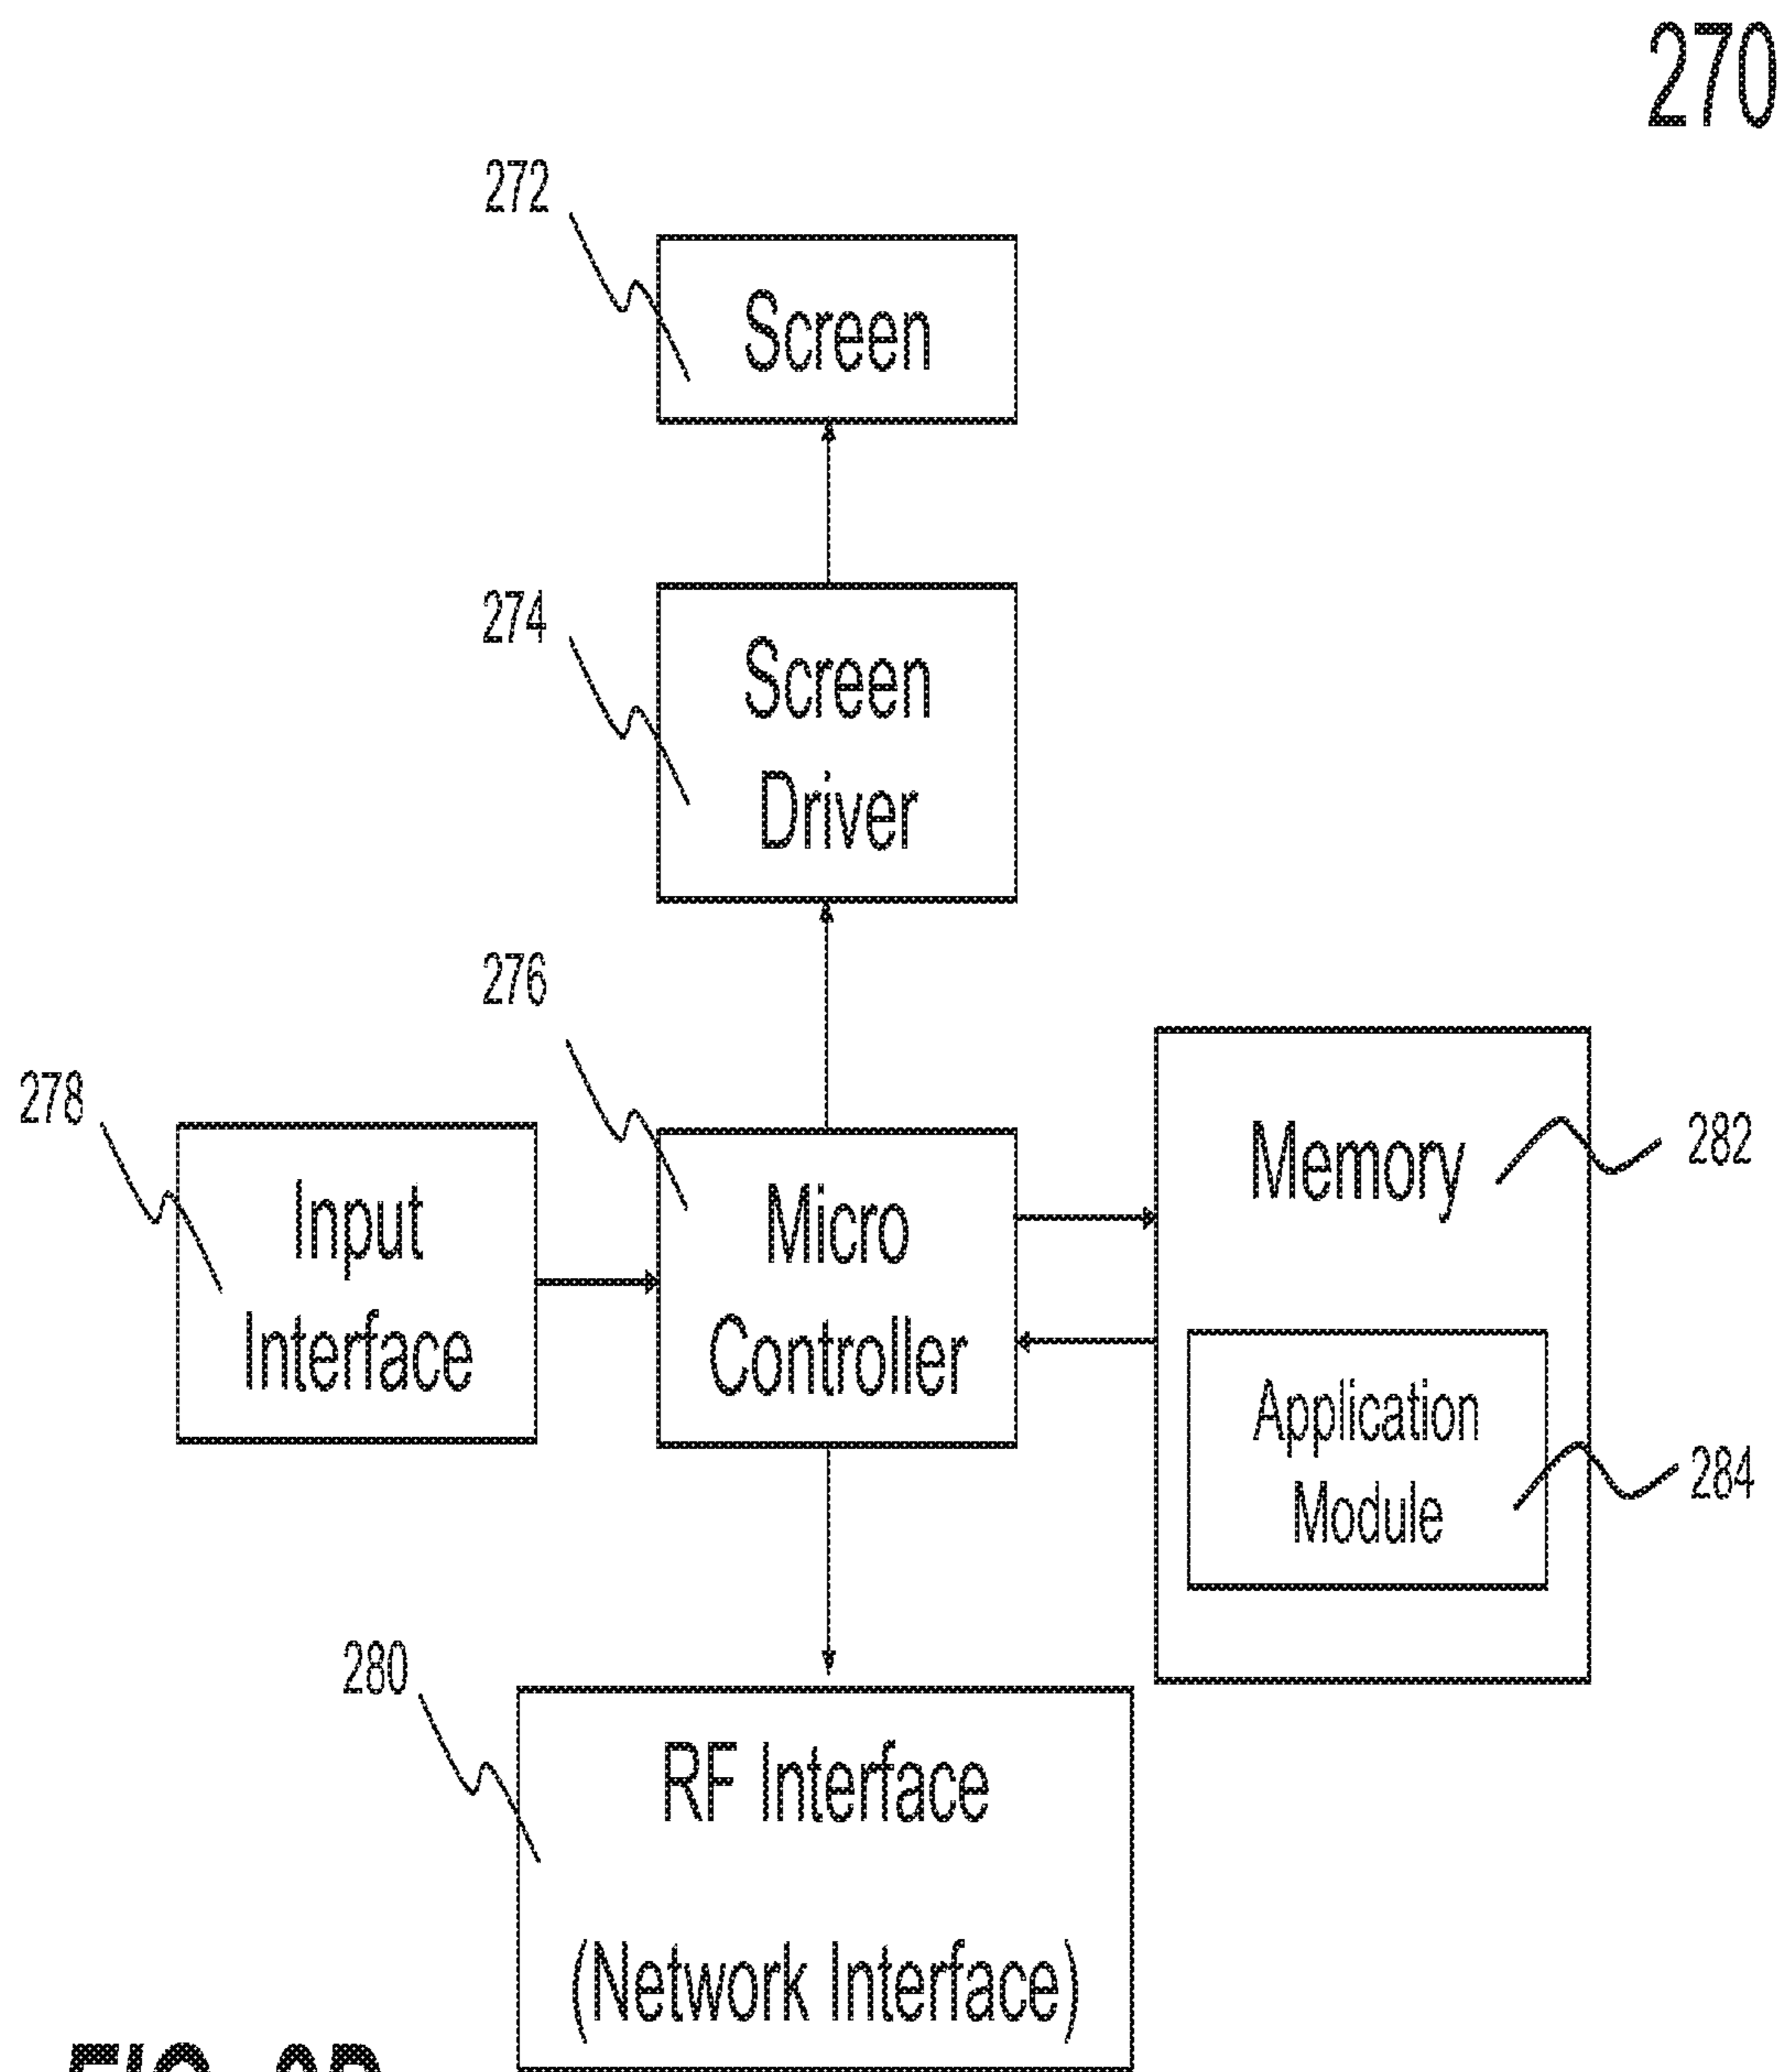 270
272
Screen
274
Screen
Driver
276
278
Input
Interface
Micro
Controller
Memory
282
Application
Module
284
280
RF Interface
(Network Interface)